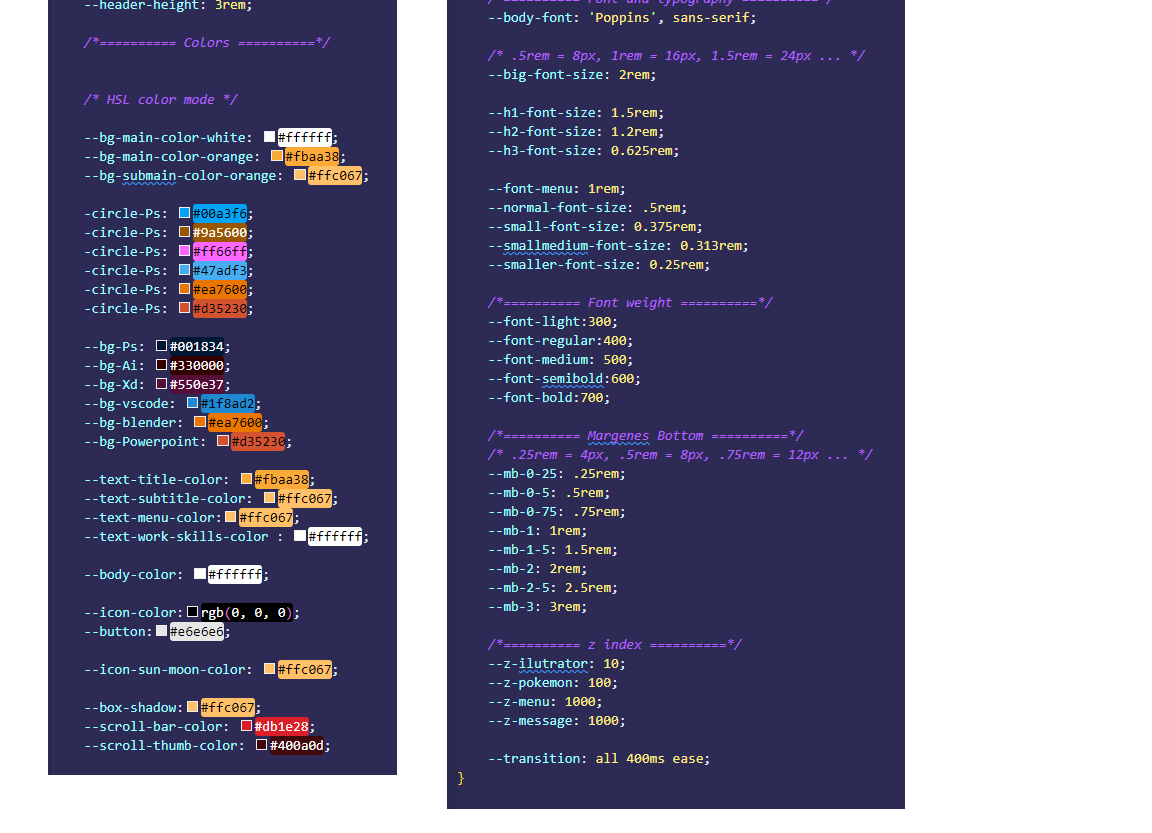 --header-height: 3rem;
/*========== Colors ==========*/
/* HSL color mode */
--bg-main-color-white: #ffffff;
--bg-main-color-orange: #fbaa38;
--bg-submain-color-orange: #ffc067;
-circle-Ps: #00a3f6;
-circle-Ps: #9a5600;
-circle-Ps: #ff66ff;
-circle-Ps: #47adf3;
-circle-Ps: #ea7600;
-circle-Ps: #d35230;
--bg-Ps: #001834;
--bg-Ai: #330000;
--bg-Xd: #550e37;
--bg-vscode: #1f8ad2;
--bg-blender: #ea7600;
--bg-Powerpoint: #d35230;
--text-title-color: #fbaa38;
--text-subtitle-color: #ffc067;
--text-menu-color: #ffc067;
--text-work-skills-color : #ffffff;
--body-color: #ffffff;
--icon-color: rgb(0, 0, 0);
--button: #e6e6e6;
--icon-sun-moon-color: #ffc067;
--box-shadow: #ffc067;
--scroll-bar-color: #db1e28;
--scroll-thumb-color: #400a0d;
/*========== Font and typography ==========*/
--body-font: 'Poppins', sans-serif;
/* .5rem = 8px, 1rem = 16px, 1.5rem = 24px ... */
--big-font-size: 2rem;
--h1-font-size: 1.5rem;
--h2-font-size: 1.2rem;
--h3-font-size: 0.625rem;
--font-menu: 1rem;
--normal-font-size: .5rem;
--small-font-size: 0.375rem;
--smallmedium-font-size: 0.313rem;
--smaller-font-size: 0.25rem;
/*========== Font weight ==========*/
--font-light:300;
--font-regular:400;
--font-medium: 500;
--font-semibold:600;
--font-bold:700;
/*========== Margenes Bottom ==========*/
/* .25rem = 4px, .5rem = 8px, .75rem = 12px ... */
--mb-0-25: .25rem;
--mb-0-5: .5rem;
--mb-0-75: .75rem;
--mb-1: 1rem;
--mb-1-5: 1.5rem;
--mb-2: 2rem;
--mb-2-5: 2.5rem;
--mb-3: 3rem;
/*========== z index ==========*/
--z-ilutrator: 10;
--z-pokemon: 100;
--z-menu: 1000;
--z-message: 1000;
--transition: all 400ms ease;
}